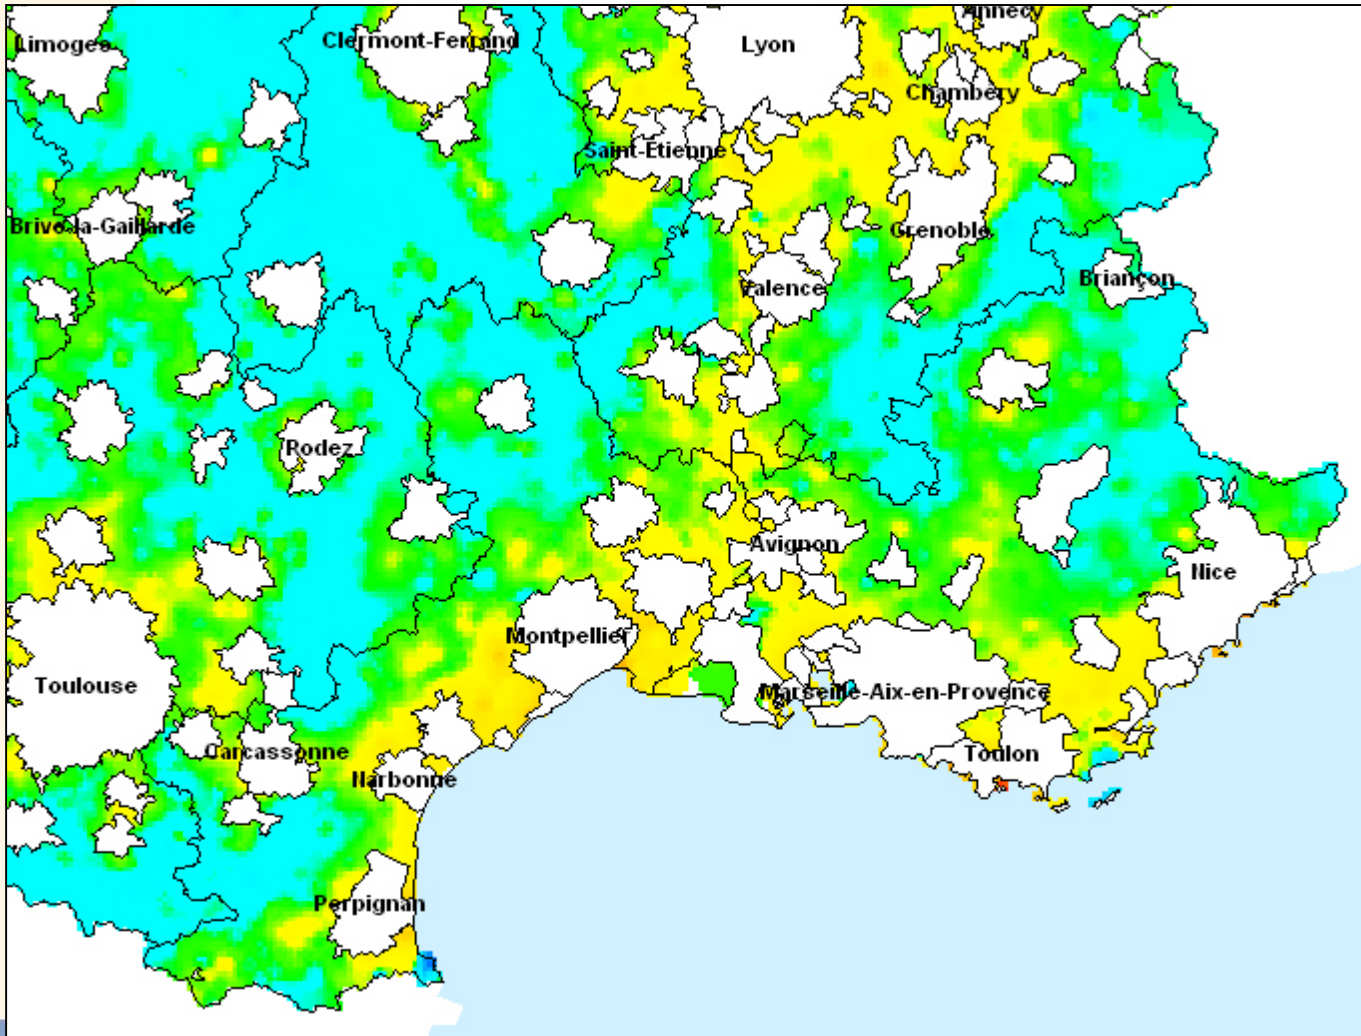 Annecy
Limoges
Clermont-Ferrand
Lyon
Chambéry
Saint-Etienne
Brive-la-Gaillarde
Grenoble
Briançon
Valence
Rodez
Avignon
Nice
Montpellier
Toulouse
Marseille-Aix-en-Provence
Carcassonne
Toulon
Narbonne
Perpignan